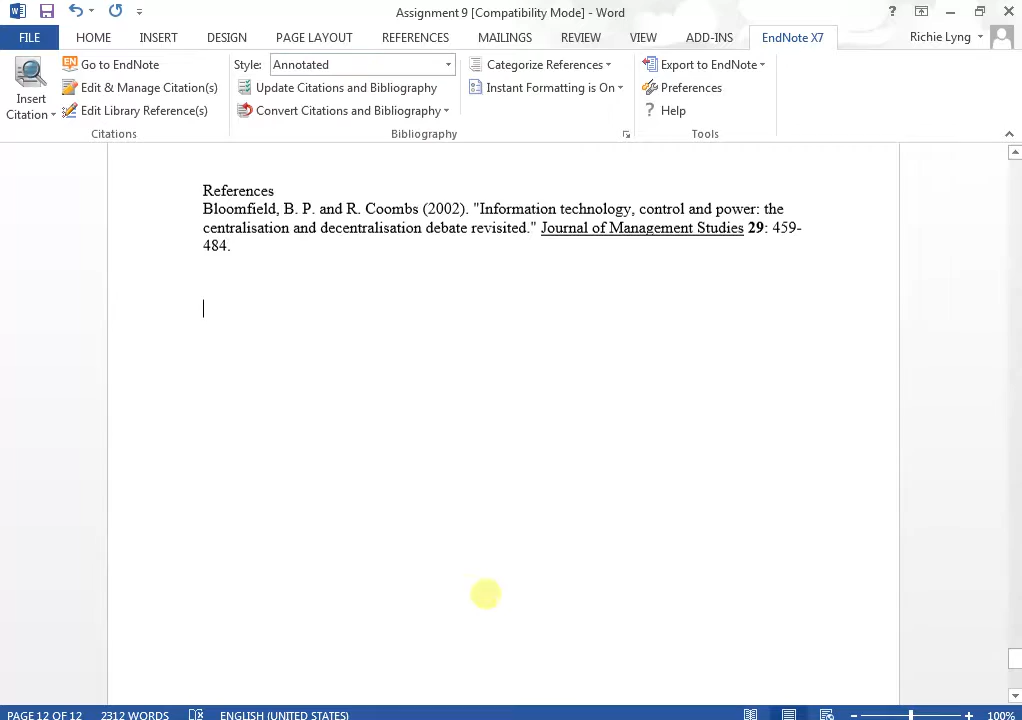 Assignment 9 [Compatibility Mode] - Word
?
FILE HOME INSERT DESIGN PAGE LAYOUT REFERENCES MAILINGS REVIEW VIEW ADD-INS EndNote X7 Richie Lyng
Insert Citation
Go to EndNote
Edit & Manage Citation(s)
Edit Library Reference(s)
Citations
Style: Annotated
Update Citations and Bibliography
Convert Citations and Bibliography
Categorize References
Instant Formatting is On
Bibliography
Export to EndNote
Preferences
? Help
Tools
References
Bloomfield, B. P. and R. Coombs (2002). "Information technology, control and power: the
centralisation and decentralisation debate revisited." Journal of Management Studies 29: 459-
484.
PAGE 12 OF 12 2312 WORDS ENGLISH (UNITED STATES) 100%